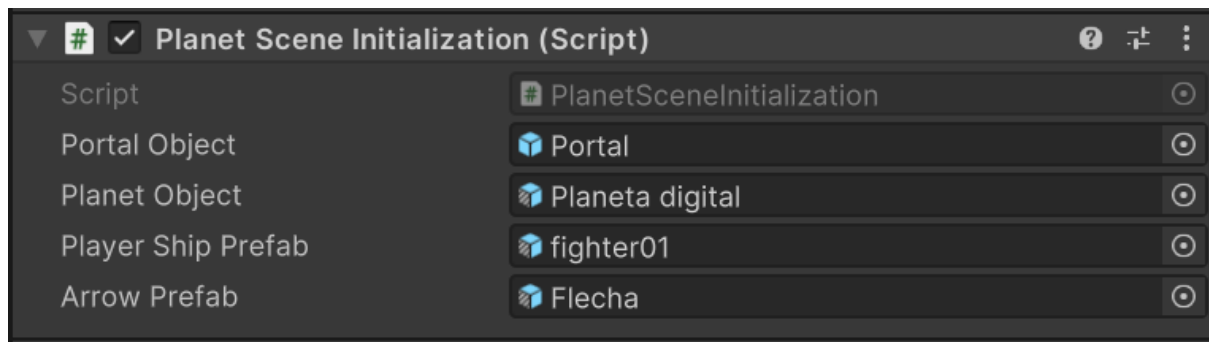 Planet Scene Initialization (Script)
Script PlanetSceneInitialization
Portal Object Portal
Planet Object Planeta digital
Player Ship Prefab fighter01
Arrow Prefab Flecha